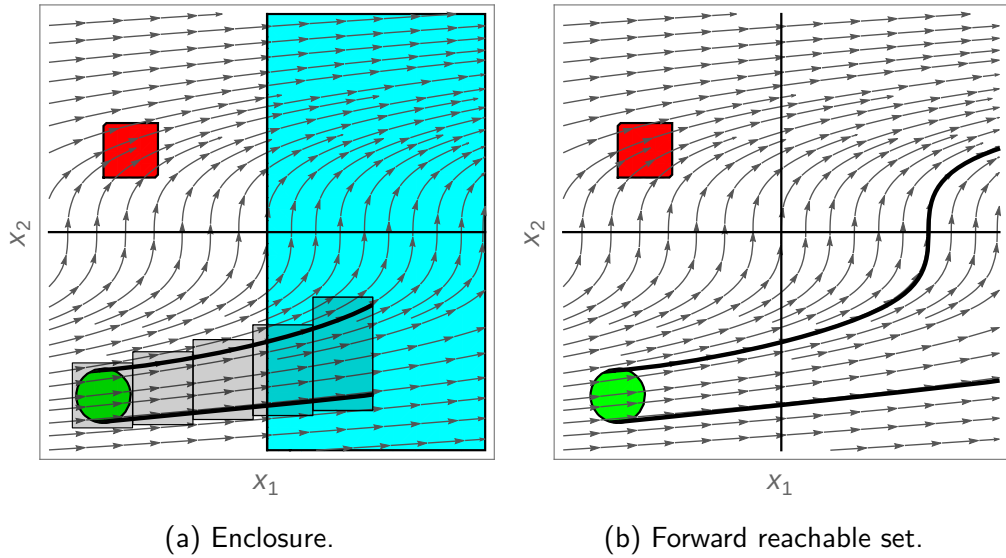 x₂
x₁
(a) Enclosure.
x₂
x₁
(b) Forward reachable set.